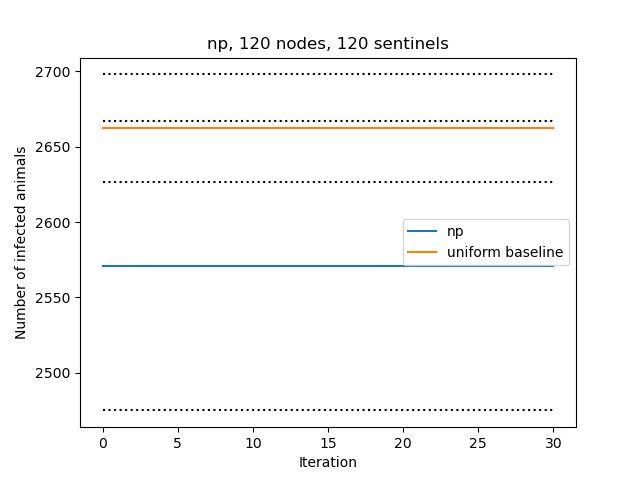 np, 120 nodes, 120 sentinels
2700
2650
2600
2550
2500
Number of infected animals
np
uniform baseline
0 5 10 15 20 25 30
Iteration